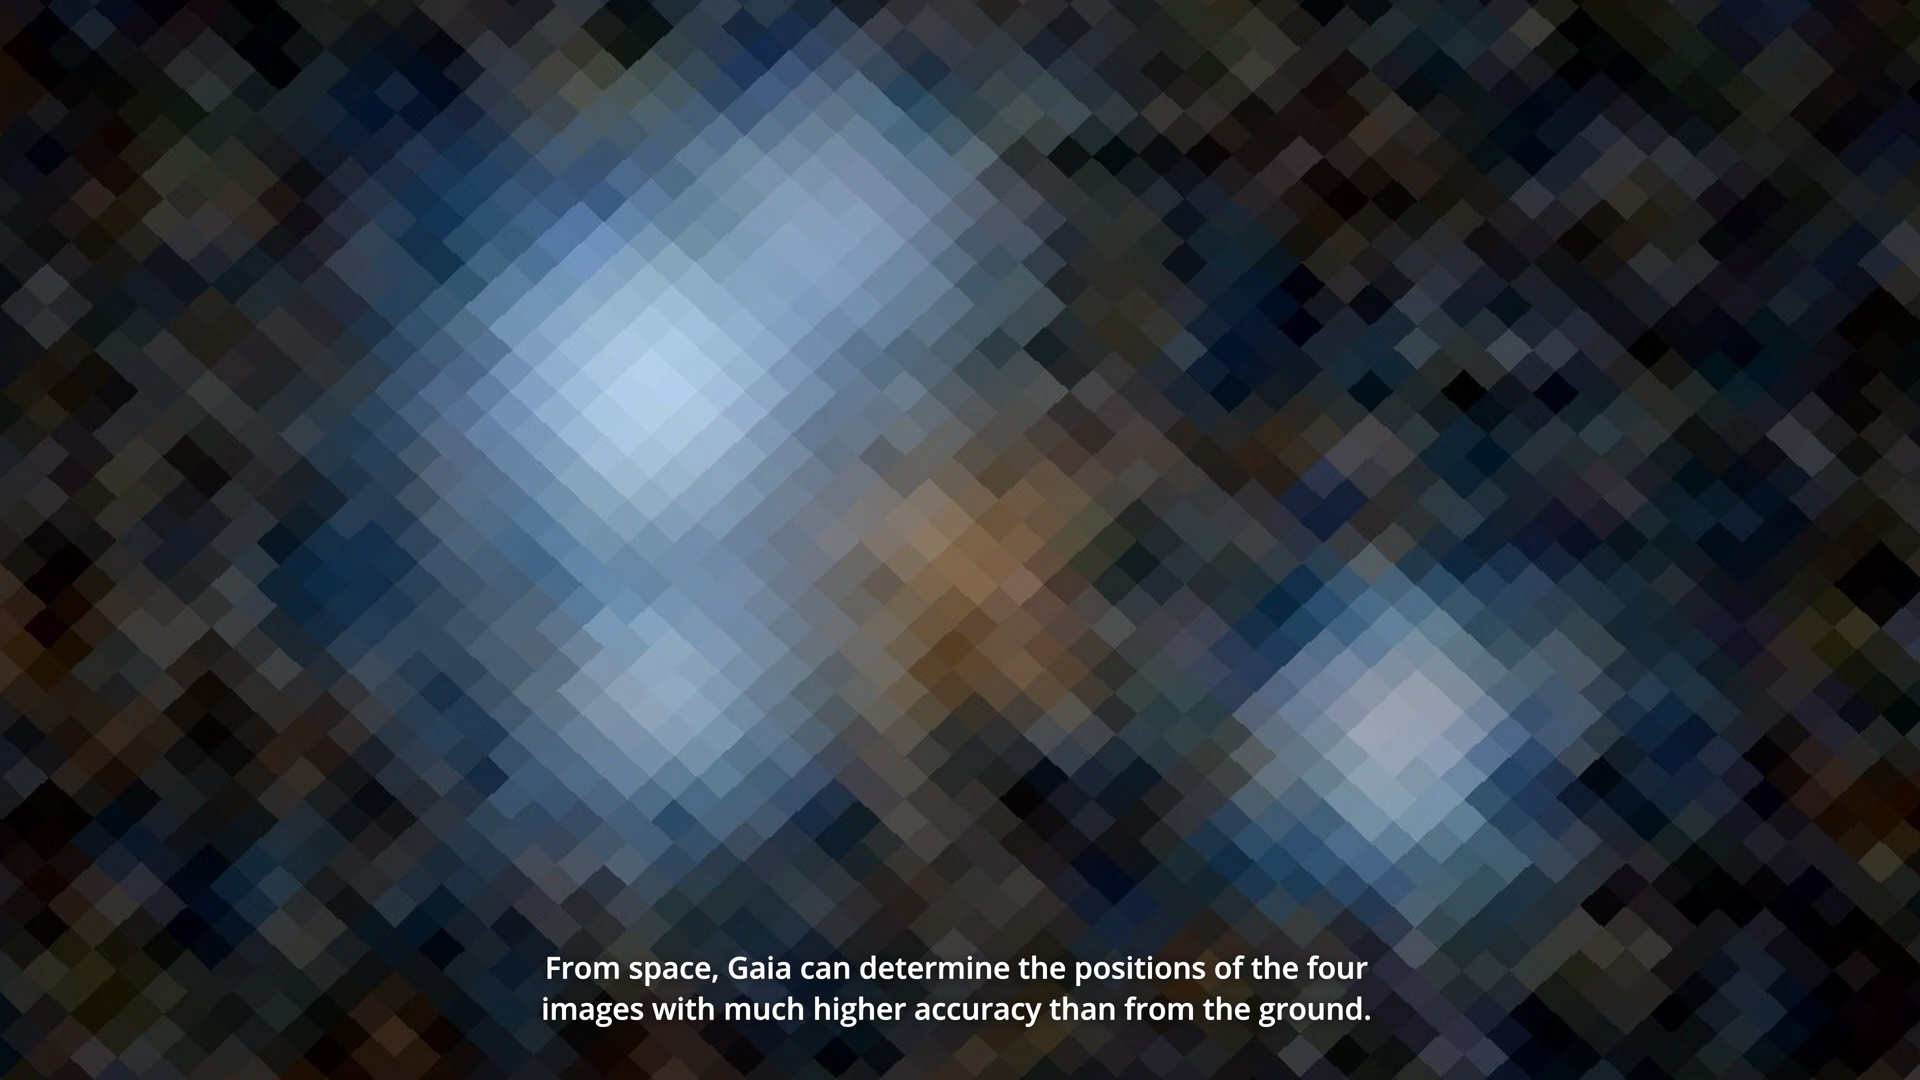 From space, Gaia can determine the positions of the four
images with much higher accuracy than from the ground.